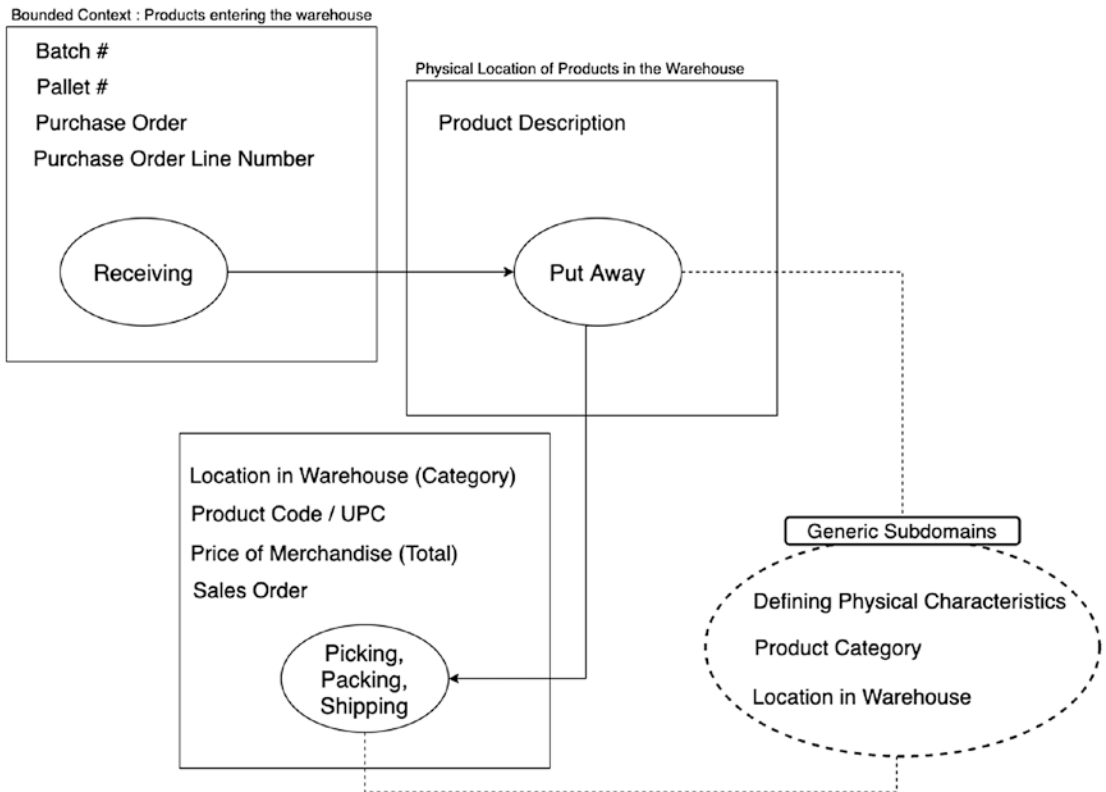 Bounded Context : Products entering the warehouse
Batch #
Pallet #
Purchase Order
Purchase Order Line Number
Receiving
Physical Location of Products in the Warehouse
Product Description
Put Away
Location in Warehouse (Category)
Product Code / UPC
Price of Merchandise (Total)
Sales Order
Picking,
Packing,
Shipping
Generic Subdomains
Defining Physical Characteristics
Product Category
Location in Warehouse